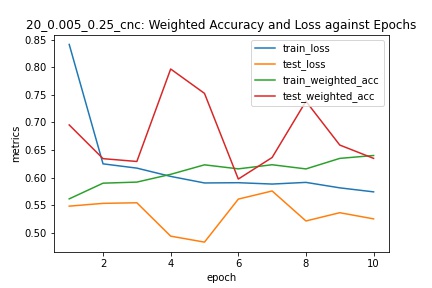 20_0.005_0.25_cnc: Weighted Accuracy and Loss against Epochs
0.85
0.80
0.75
0.70
0.65
0.60
0.55
0.50
metrics
train_loss
test_loss
train_weighted_acc
test_weighted_acc
2
4
6
8
10
epoch